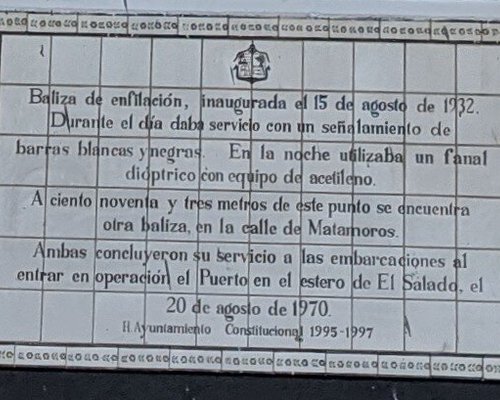 Baliza de enfilación, inaugurada el 15 de agosto de 1932.
Durante el día daba servicio con un señalamiento de
barras blancas y negras. En la noche utilizaba un fanal
dióptrico con equipo de acetileno.
A ciento noventa y tres metros de este punto se encuentra
otra baliza, en la calle de Matamoros.
Ambas concluyeron su servicio a las embarcaciones al
entrar en operación el Puerto en el estero de El Salado, el
20 de agosto de 1970.
H. Ayuntamiento Constitucional 1995-1997